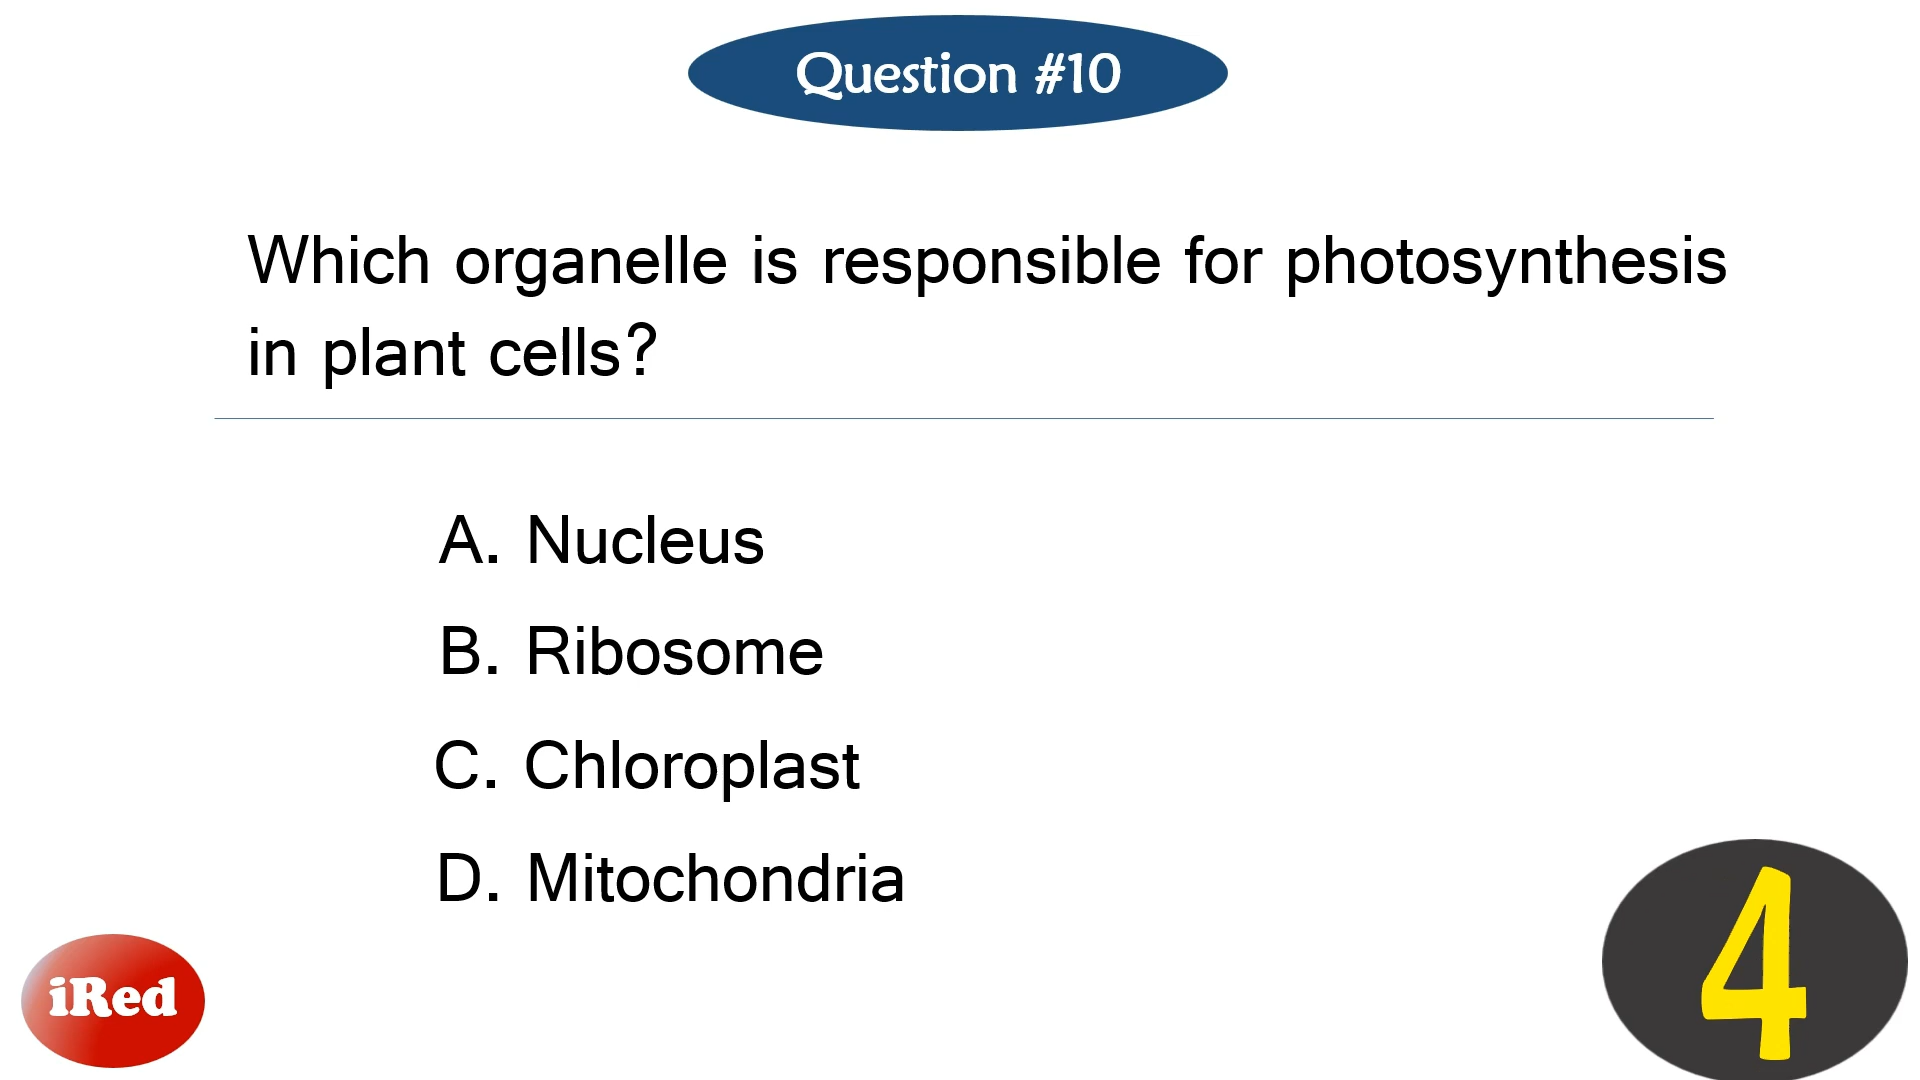 Question #10
Which organelle is responsible for photosynthesis
in plant cells?
A. Nucleus
B. Ribosome
C. Chloroplast
D. Mitochondria
iRed
4